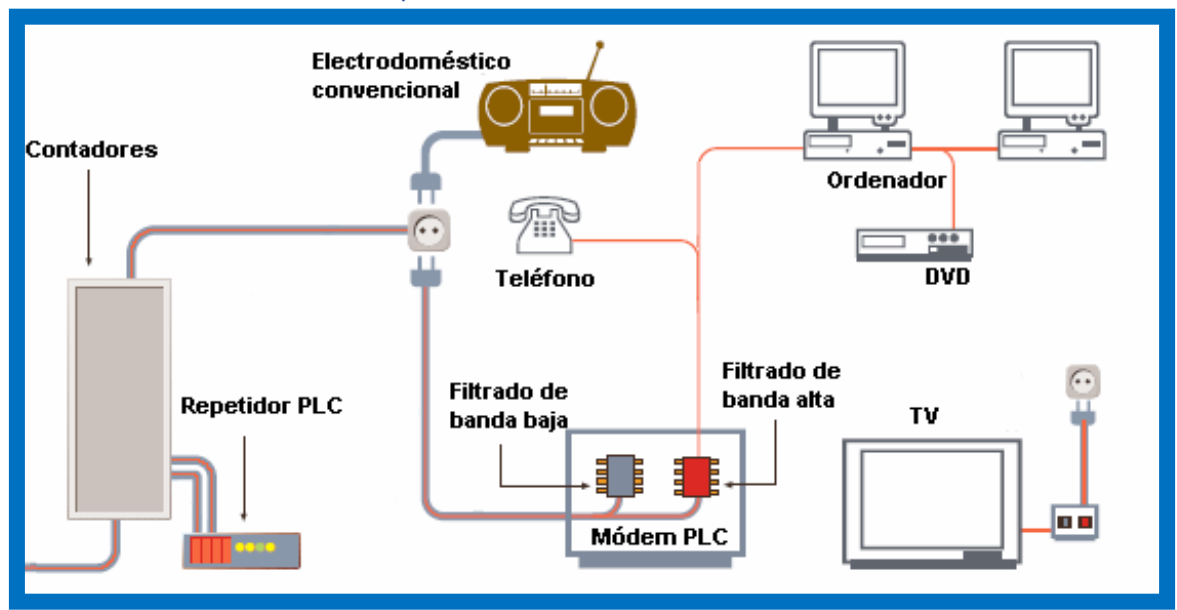 Electrodoméstico
convencional
Contadores
Ordenador
Teléfono
DVD
Filtrado de
banda baja
Filtrado de
banda alta
Repetidor PLC
TV
Módem PLC